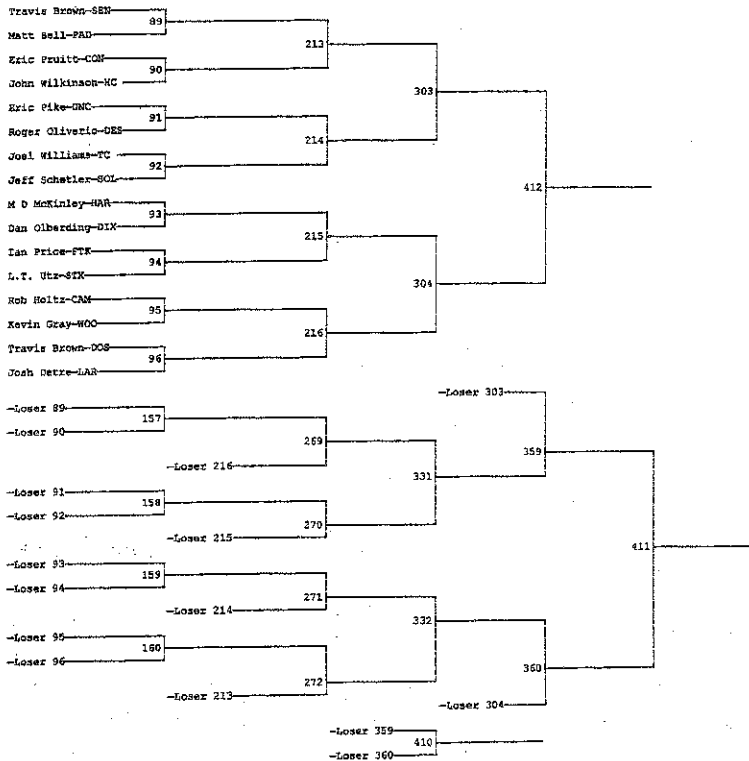 Travis Brown-SEN
89
Matt Bell-PAD
213
Eric Pruitt-CON
90
John Wilkinson-HC
303
Eric Pike-UNC
91
Roger Oliverio-DES
214
Joel Williams-TC
92
Jeff Schetler-SOL
412
M D McKinley-HAR
93
Dan Olberding-DIX
215
Ian Price-FTK
94
L.T. Utz-STX
304
Rob Holtz-CAM
95
Kevin Gray-WOO
216
Travis Brown-DOS
96
Josh Detre-LAR
-Loser 303
-Loser 89
157
-Loser 90
269
359
-Loser 216
331
-Loser 91
158
-Loser 92
270
-Loser 215
411
-Loser 93
159
-Loser 94
271
-Loser 214
332
-Loser 95
160
-Loser 96
360
272
-Loser 213
-Loser 304
-Loser 359
410
-Loser 360